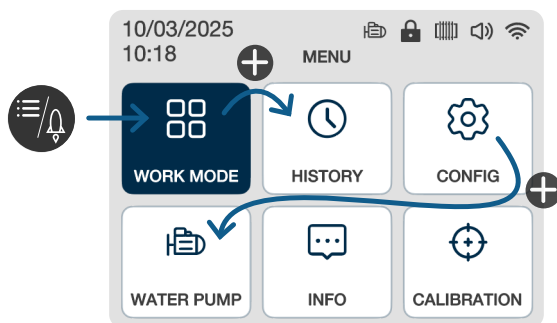 10/03/2025
10:18
MENU
WORK MODE
HISTORY
CONFIG
WATER PUMP
INFO
CALIBRATION